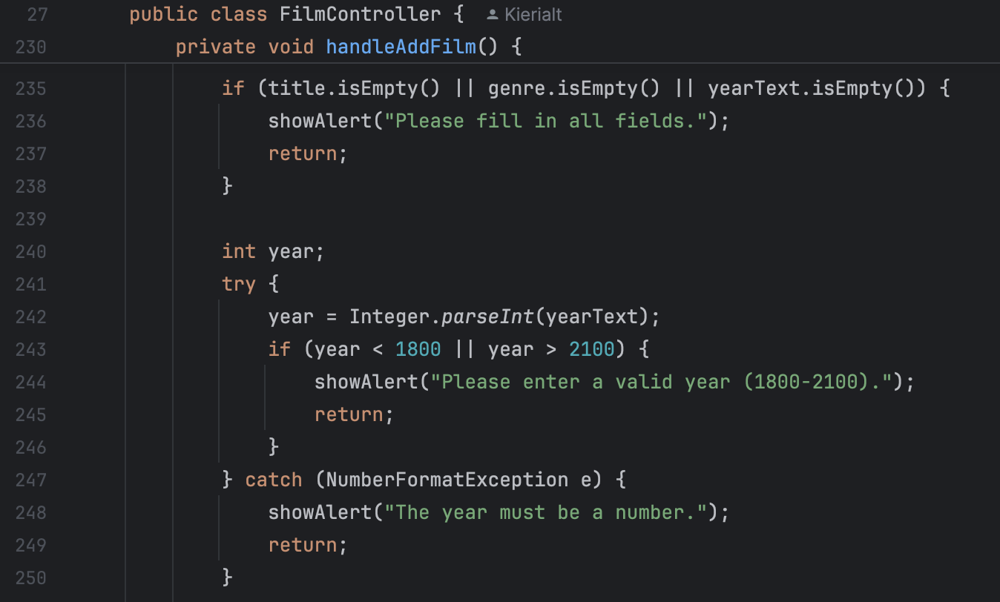 27 public class FilmController { Kierialt
230 private void handleAddFilm() {
235 if (title.isEmpty() || genre.isEmpty() || yearText.isEmpty()) {
236 showAlert("Please fill in all fields.");
237 return;
238 }
239
240 int year;
241 try {
242 year = Integer.parseInt(yearText);
243 if (year < 1800 || year > 2100) {
244 showAlert("Please enter a valid year (1800-2100).");
245 return;
246 }
247 } catch (NumberFormatException e) {
248 showAlert("The year must be a number.");
249 return;
250 }